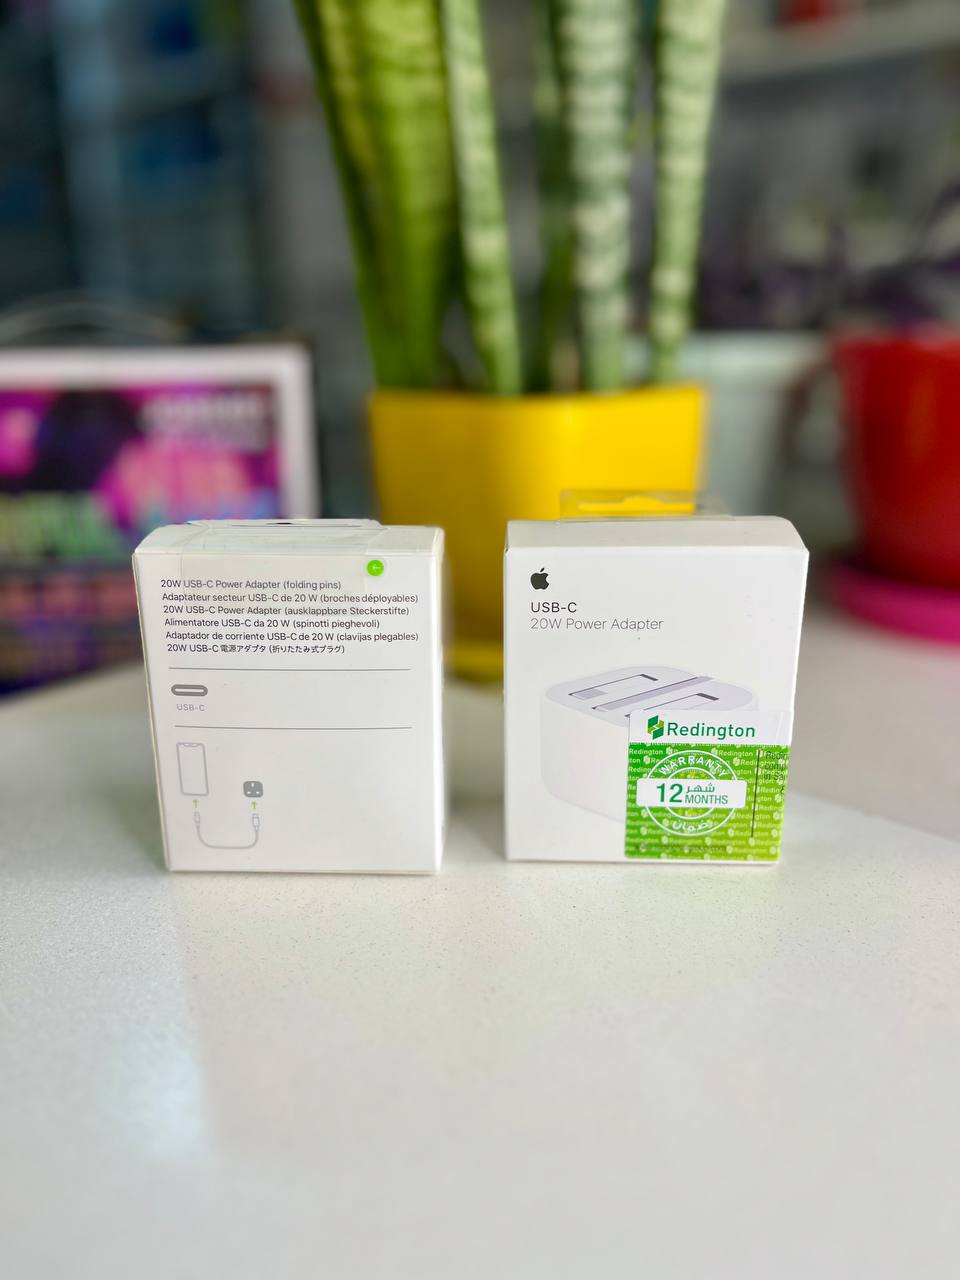 20W USB-C Power Adapter (folding pins)
Adaptateur secteur USB-C de 20 W (broches déployables)
20W USB-C Power Adapter (ausklappbare Steckerstifte)
Alimentatore USB-C da 20 W (spinotti pieghevoli)
Adaptador de corriente USB-C de 20 W (clavijas plegables)
20W USB-C 電源アダプタ (折りたたみ式プラグ)
USB-C
USB-C
20W Power Adapter
Redington
WARRANTY
12 شهر
MONTHS
ضمان